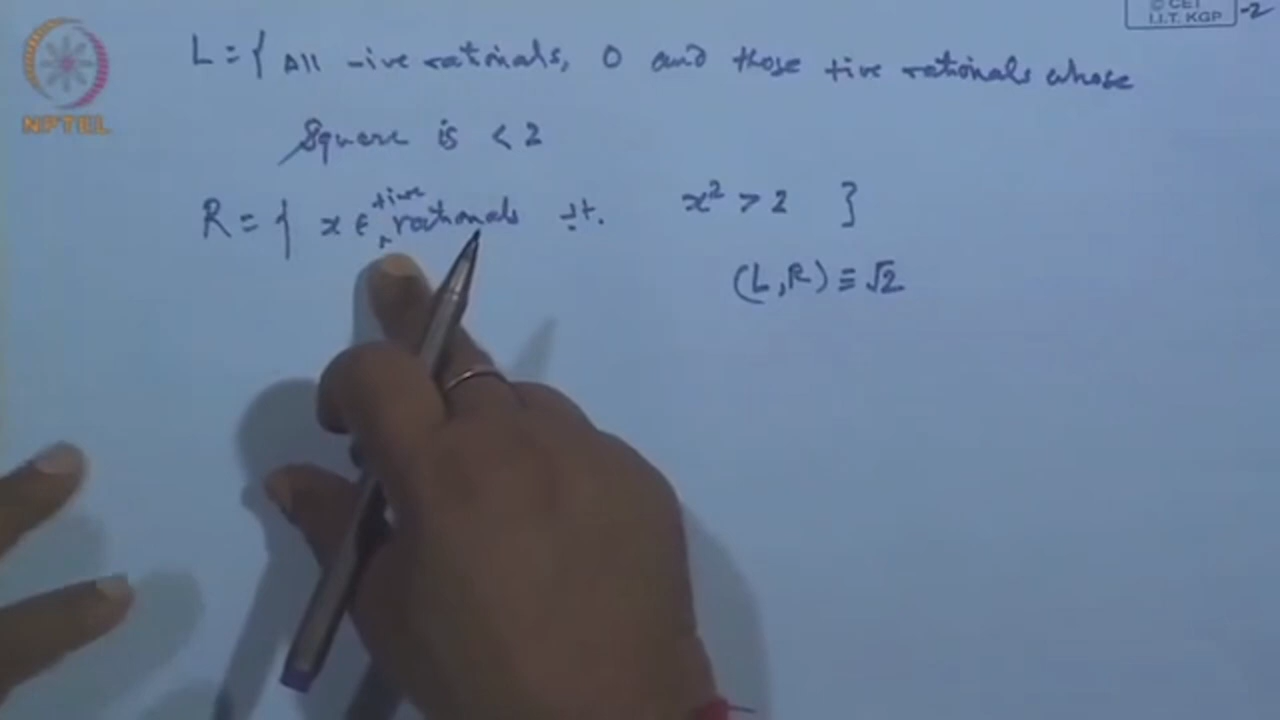 © CET
I.I.T. KGP -2
NPTEL
L = { All -ive rationals, 0 and those +ive rationals whose
Square is < 2
R = { x ∈ +ive rationals s.t. x² > 2 }
(L,R) ≡ √2